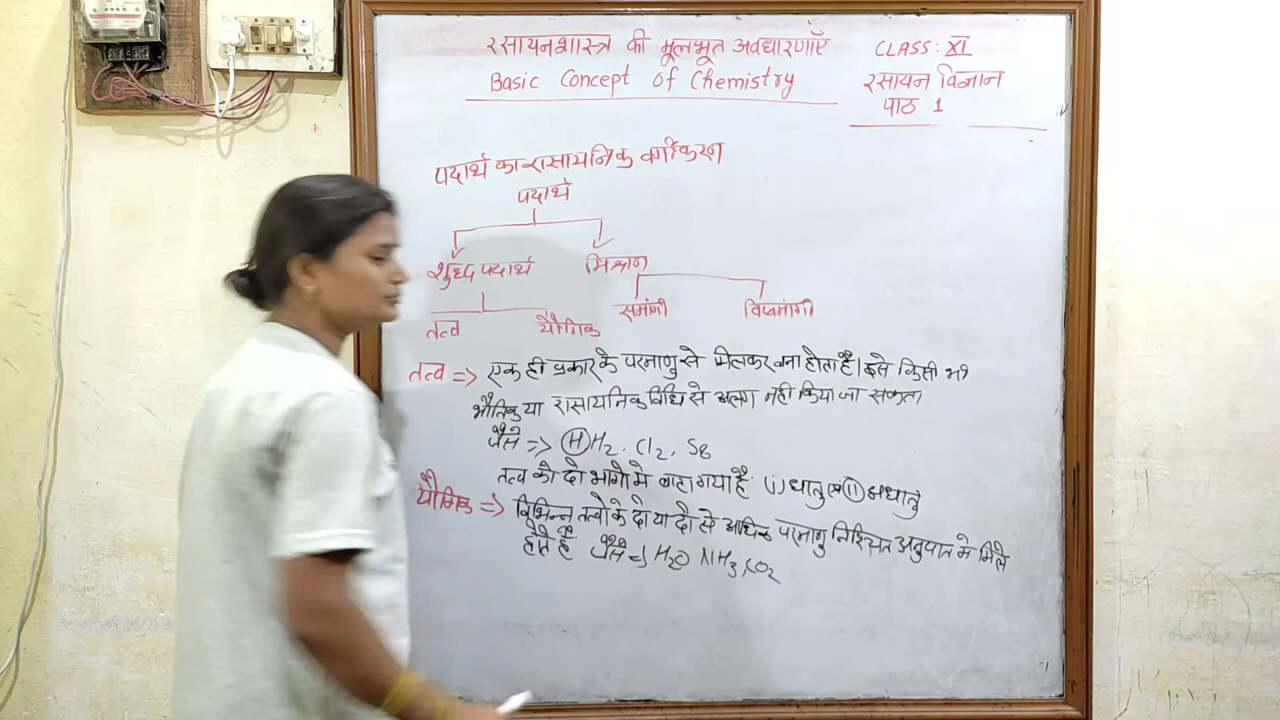 रसायनशास्त्र की मूलभूत अवधारणाएँ
CLASS: XI
Basic Concept of Chemistry
रसायन विज्ञान
पाठ 1
पदार्थ का रासायनिक वर्गीकरण
पदार्थ
शुद्ध पदार्थ मिश्रण
तत्व यौगिक समांगी विषमांगी
तत्व => एक ही प्रकार के परमाणु से मिलकर बना होता है। इसे किसी भी
भौतिक या रासायनिक विधि से अलग नही किया जा सकता
जैसे => (H) H2, Cl2, S8
तत्व को दो भागो मे बाटा गया है (i) धातु (ii) अधातु
यौगिक => विभिन्न तत्वो के दो या दो से अधिक परमाणु निश्चित अनुपात मे मिले
होते है जैसे => H2O NH3, CO2